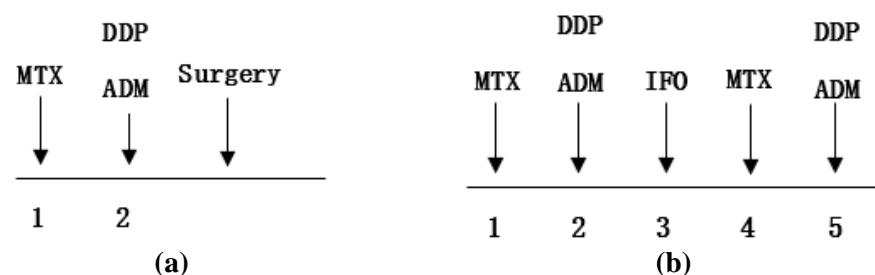 DDP
MTX ADM Surgery
1 2
(a)
DDP DDP
MTX ADM IFO MTX ADM
1 2 3 4 5
(b)